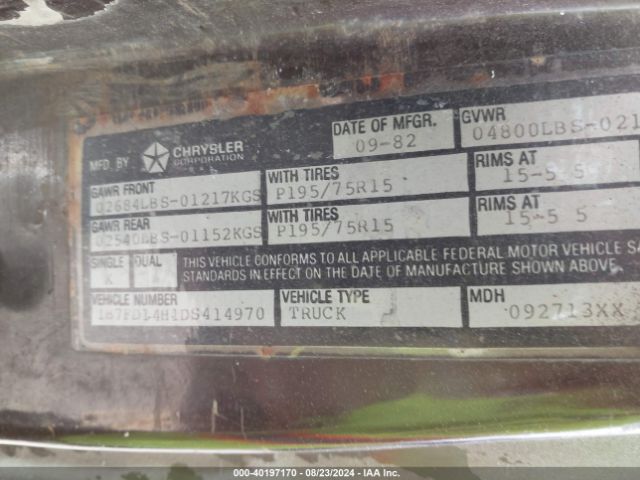 DATE OF MFGR.
09-82
GVWR
04800LBS-021
MFD. BY
CHRYSLER
CORPORATION
GAWR FRONT
02684LBS-01217KGS
WITH TIRES
P195/75R15
RIMS AT
15-5 5
GAWR REAR
02540LBS-01152KGS
WITH TIRES
P195/75R15
RIMS AT
15-5 5
SINGLE
X
DUAL
THIS VEHICLE CONFORMS TO ALL APPLICABLE FEDERAL MOTOR VEHICLE SA
STANDARDS IN EFFECT ON THE DATE OF MANUFACTURE SHOWN ABOVE.
VEHICLE NUMBER
1B7FD14H1DS414970
VEHICLE TYPE
TRUCK
MDH
092713XX
000-40197170 - 08/23/2024 - IAA Inc.